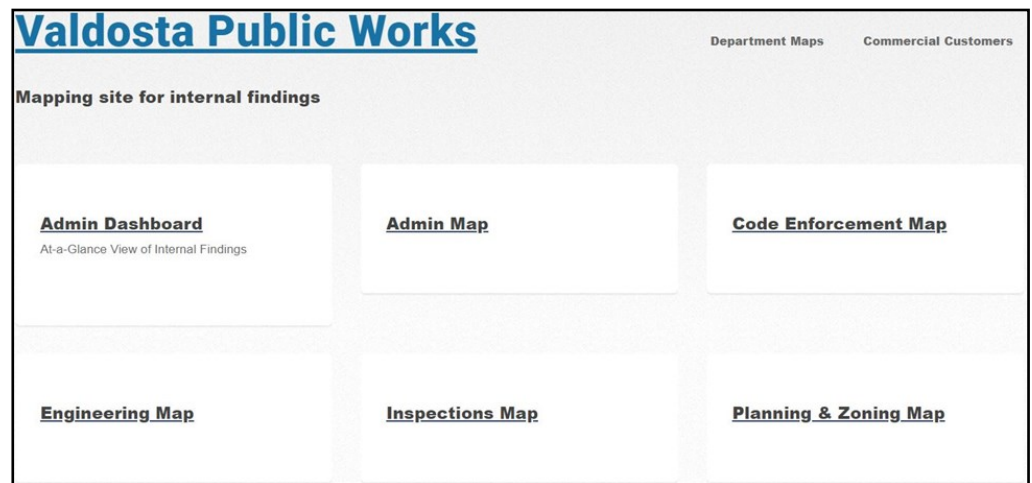 Valdosta Public Works
Department Maps
Commercial Customers
Mapping site for internal findings
Admin Dashboard
At-a-Glance View of Internal Findings
Admin Map
Code Enforcement Map
Engineering Map
Inspections Map
Planning & Zoning Map